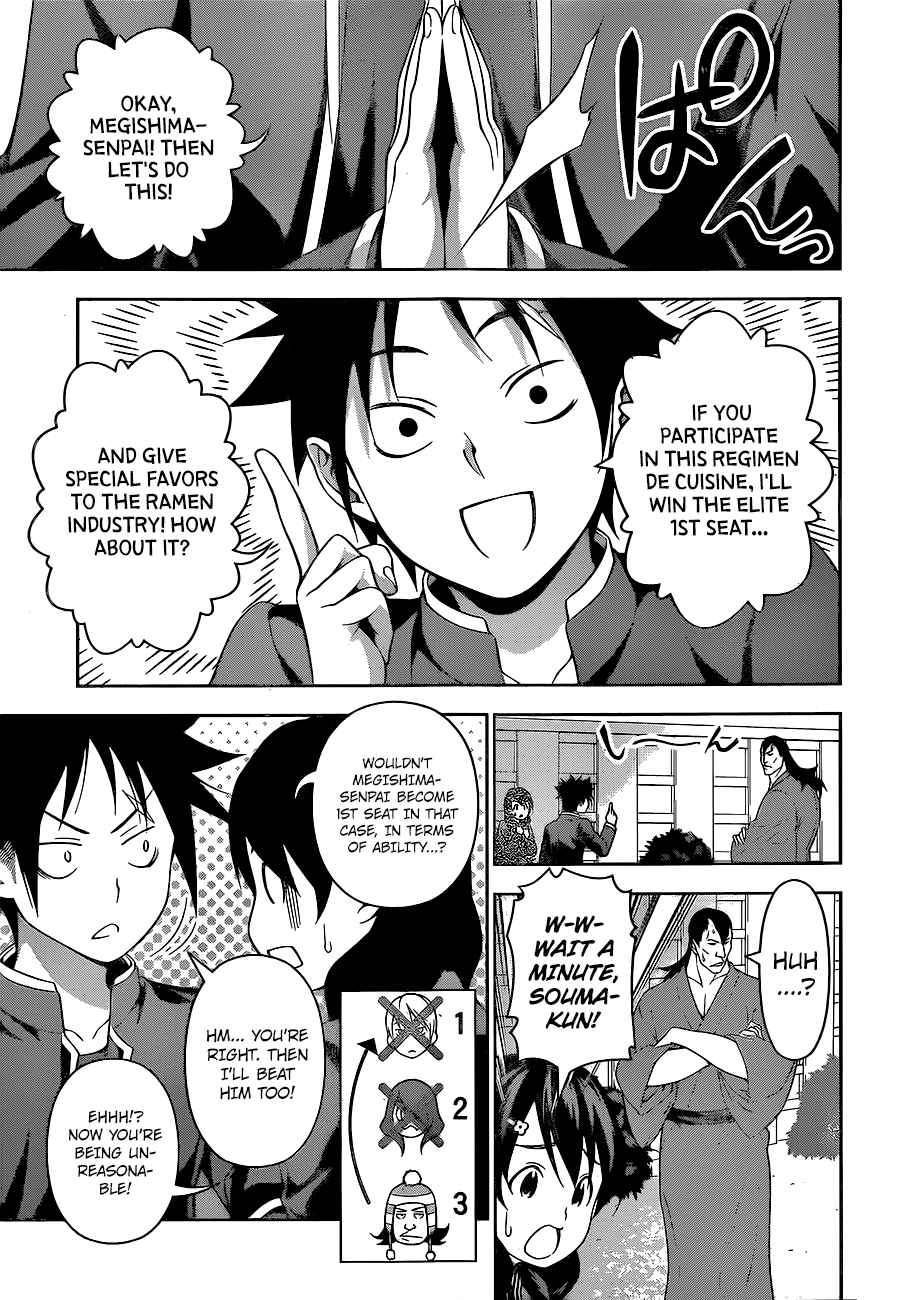 OKAY,
MEGISHIMA-
SENPAI! THEN
LET'S DO
THIS!
ぱんっ
IF YOU
PARTICIPATE
IN THIS REGIMEN
DE CUISINE, I'LL
WIN THE ELITE
1ST SEAT...
AND GIVE
SPECIAL FAVORS
TO THE RAMEN
INDUSTRY! HOW
ABOUT IT?
しーん
HUH
....?
W-W-
WAIT A
MINUTE,
SOUMA-
KUN!
WOULDN'T
MEGISHIMA-
SENPAI BECOME
1ST SEAT IN THAT
CASE, IN TERMS
OF ABILITY...?
HM... YOU'RE
RIGHT. THEN
I'LL BEAT
HIM TOO!
EHHH!?
NOW YOU'RE
BEING UN-
REASONA-
BLE!
1
2
3